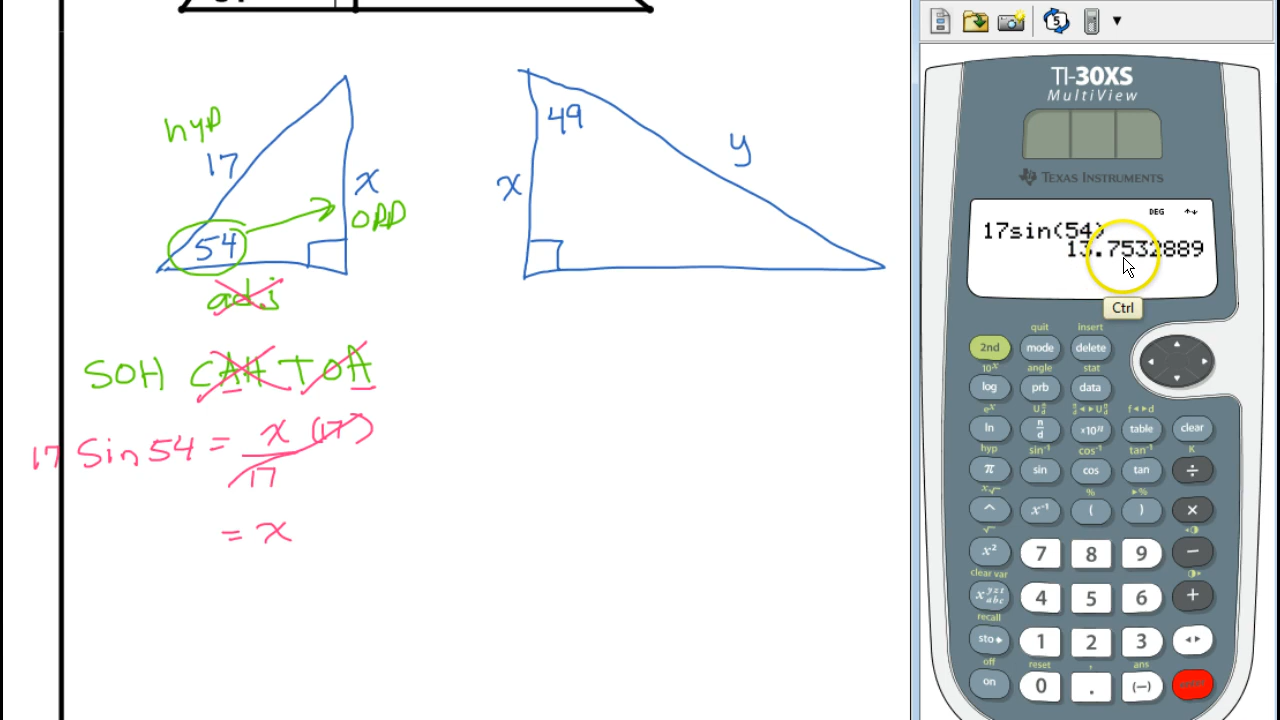 hyp
17
x
opp
54
adj
49
y
x
SOH CAH TOA
17 Sin 54 = x (17)
17
= x
5
TI-30XS
MultiView
TEXAS INSTRUMENTS
DEG
17sin(54)
13.7532889
Ctrl
quit insert
2nd mode delete
10ˣ angle stat
log prb data
eˣ f◄►d
ln n/d ×10ⁿ table clear
hyp sin⁻¹ cos⁻¹ tan⁻¹ K
π sin cos tan ÷
% ►%
^ x⁻¹ ( ) ×
√
x² 7 8 9 −
clear var
x yzt abc 4 5 6 +
recall
sto► 1 2 3 ◄►
off reset , ans
on 0 . (−)